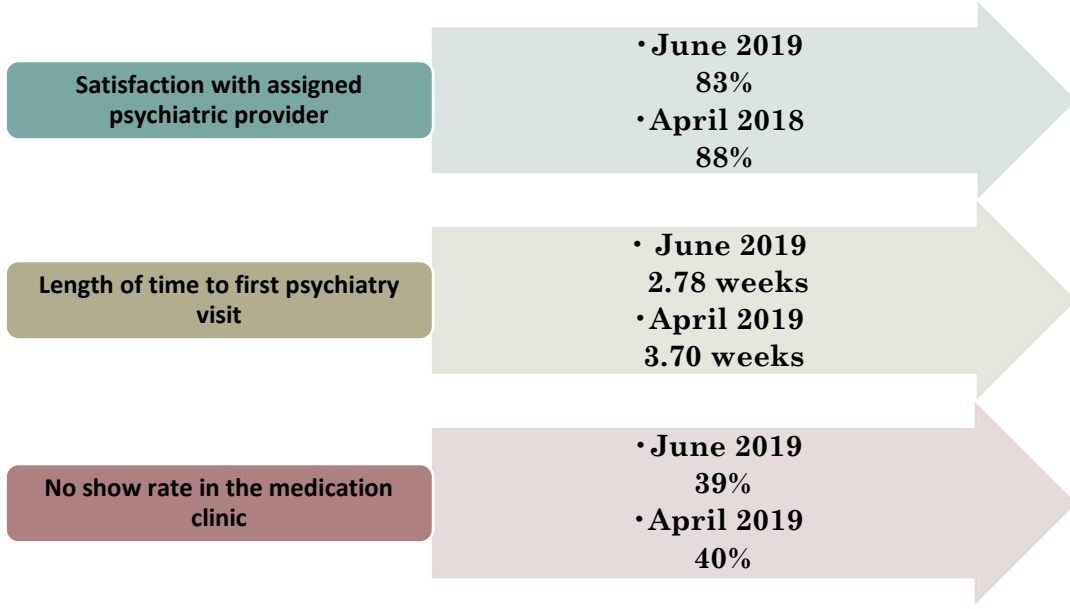 Satisfaction with assigned
psychiatric provider
• June 2019
83%
• April 2018
88%
Length of time to first psychiatry
visit
• June 2019
2.78 weeks
• April 2019
3.70 weeks
No show rate in the medication
clinic
• June 2019
39%
• April 2019
40%